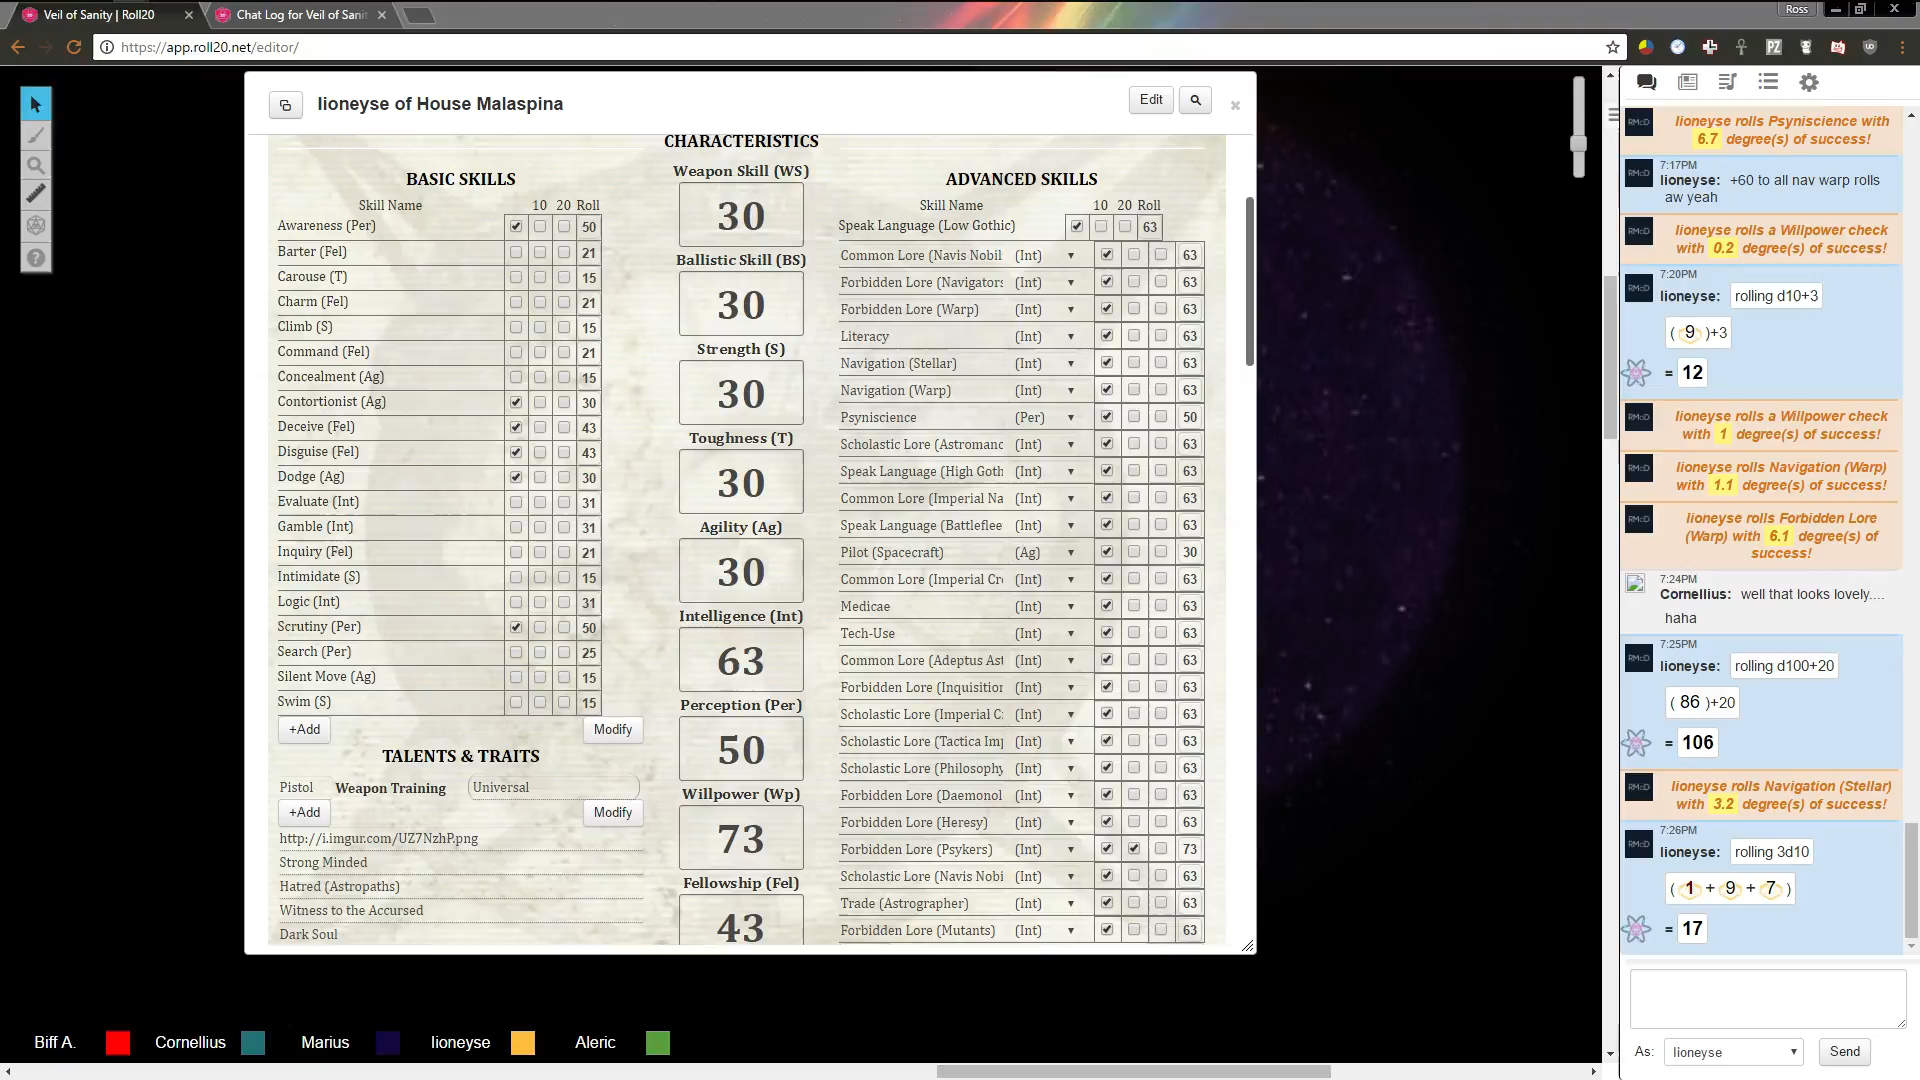 Veil of Sanity | Roll20
Chat Log for Veil of Sanit
Ross
https://app.roll20.net/editor/
lioneyse of House Malaspina
Edit
CHARACTERISTICS
BASIC SKILLS
Skill Name 10 20 Roll
Awareness (Per) 50
Barter (Fel) 21
Carouse (T) 15
Charm (Fel) 21
Climb (S) 15
Command (Fel) 21
Concealment (Ag) 15
Contortionist (Ag) 30
Deceive (Fel) 43
Disguise (Fel) 43
Dodge (Ag) 30
Evaluate (Int) 31
Gamble (Int) 31
Inquiry (Fel) 21
Intimidate (S) 15
Logic (Int) 31
Scrutiny (Per) 50
Search (Per) 25
Silent Move (Ag) 15
Swim (S) 15
+Add Modify
TALENTS & TRAITS
Pistol Weapon Training Universal
+Add Modify
http://i.imgur.com/UZ7NzhP.png
Strong Minded
Hatred (Astropaths)
Witness to the Accursed
Dark Soul
Weapon Skill (WS)
30
Ballistic Skill (BS)
30
Strength (S)
30
Toughness (T)
30
Agility (Ag)
30
Intelligence (Int)
63
Perception (Per)
50
Willpower (Wp)
73
Fellowship (Fel)
43
ADVANCED SKILLS
Skill Name 10 20 Roll
Speak Language (Low Gothic) 63
Common Lore (Navis Nobil (Int) 63
Forbidden Lore (Navigators (Int) 63
Forbidden Lore (Warp) (Int) 63
Literacy (Int) 63
Navigation (Stellar) (Int) 63
Navigation (Warp) (Int) 63
Psyniscience (Per) 50
Scholastic Lore (Astromanc (Int) 63
Speak Language (High Goth (Int) 63
Common Lore (Imperial Na (Int) 63
Speak Language (Battleflee (Int) 63
Pilot (Spacecraft) (Ag) 30
Common Lore (Imperial Cr (Int) 63
Medicae (Int) 63
Tech-Use (Int) 63
Common Lore (Adeptus Ast (Int) 63
Forbidden Lore (Inquisition (Int) 63
Scholastic Lore (Imperial C (Int) 63
Scholastic Lore (Tactica Imp (Int) 63
Scholastic Lore (Philosophy (Int) 63
Forbidden Lore (Daemonol (Int) 63
Forbidden Lore (Heresy) (Int) 63
Forbidden Lore (Psykers) (Int) 73
Scholastic Lore (Navis Nobi (Int) 63
Trade (Astrographer) (Int) 63
Forbidden Lore (Mutants) (Int) 63
RMcD lioneyse rolls Psyniscience with
6.7 degree(s) of success!
7:17PM
RMcD lioneyse: +60 to all nav warp rolls
aw yeah
RMcD lioneyse rolls a Willpower check
with 0.2 degree(s) of success!
7:20PM
RMcD lioneyse: rolling d10+3
( 9 )+3
= 12
RMcD lioneyse rolls a Willpower check
with 1 degree(s) of success!
RMcD lioneyse rolls Navigation (Warp)
with 1.1 degree(s) of success!
RMcD lioneyse rolls Forbidden Lore
(Warp) with 6.1 degree(s) of
success!
7:24PM
Cornellius: well that looks lovely....
haha
7:25PM
RMcD lioneyse: rolling d100+20
( 86 )+20
= 106
RMcD lioneyse rolls Navigation (Stellar)
with 3.2 degree(s) of success!
7:26PM
RMcD lioneyse: rolling 3d10
( 1 + 9 + 7 )
= 17
As: lioneyse Send
Biff A. Cornellius Marius lioneyse Aleric